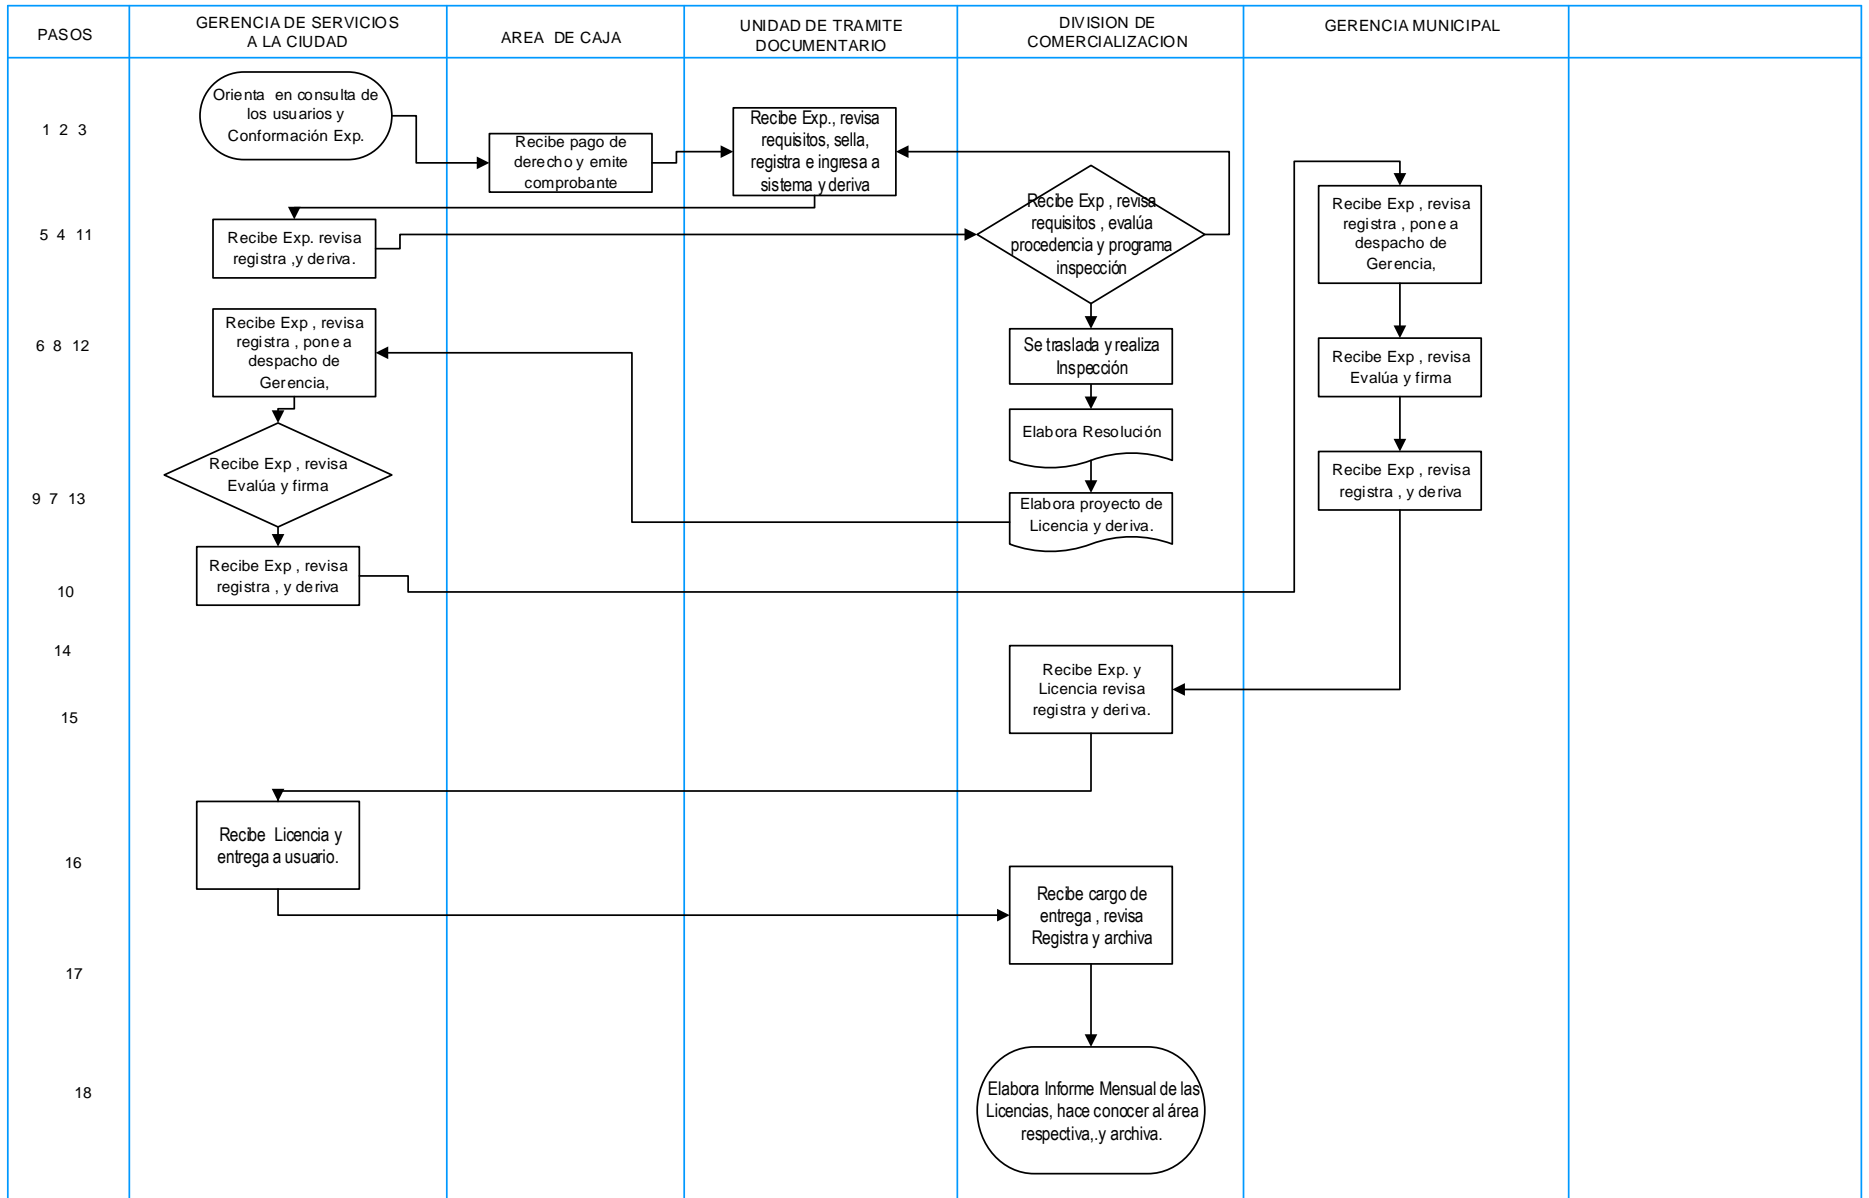 PASOS
GERENCIA DE SERVICIOS
A LA CIUDAD
AREA DE CAJA
UNIDAD DE TRAMITE
DOCUMENTARIO
DIVISION DE
COMERCIALIZACION
GERENCIA MUNICIPAL
1 2 3
Orienta en consulta de
los usuarios y
Conformación Exp.
Recibe pago de
derecho y emite
comprobante
Recibe Exp., revisa
requisitos, sella,
registra e ingresa a
sistema y deriva
5 4 11
Recibe Exp. revisa
registra ,y deriva.
Recibe Exp , revisa
requisitos , evalúa
procedencia y programa
inspección
Recibe Exp , revisa
registra , pone a
despacho de
Gerencia,
6 8 12
Recibe Exp , revisa
registra , pone a
despacho de
Gerencia,
Se traslada y realiza
Inspección
Recibe Exp , revisa
Evalúa y firma
Elabora Resolución
9 7 13
Recibe Exp , revisa
Evalúa y firma
Elabora proyecto de
Licencia y deriva.
Recibe Exp , revisa
registra , y deriva
10
Recibe Exp , revisa
registra , y deriva
14
Recibe Exp. y
Licencia revisa
registra y deriva.
15
Recibe Licencia y
entrega a usuario.
16
Recibe cargo de
entrega , revisa
Registra y archiva
17
18
Elabora Informe Mensual de las
Licencias, hace conocer al área
respectiva,.y archiva.